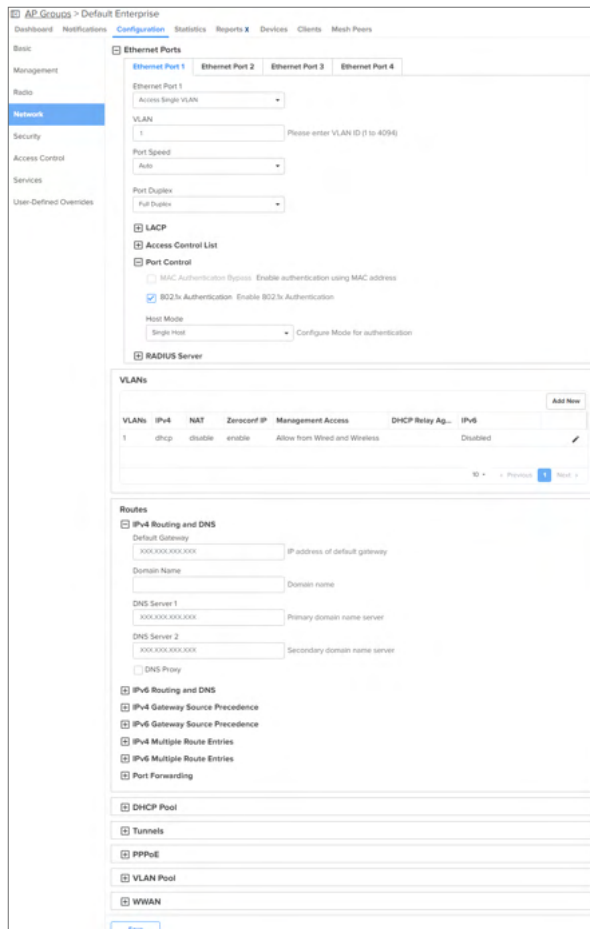 AP Groups > Default Enterprise
Dashboard Notifications Configuration Statistics Reports X Devices Clients Mesh Peers
Basic
Management
Radio
Network
Security
Access Control
Services
User-Defined Overrides
Ethernet Ports
Ethernet Port 1 Ethernet Port 2 Ethernet Port 3 Ethernet Port 4
Ethernet Port 1
Access Single VLAN
VLAN
1 Please enter VLAN ID (1 to 4094)
Port Speed
Auto
Port Duplex
Full Duplex
LACP
Access Control List
Port Control
MAC Authentication Bypass Enable authentication using MAC address
802.1x Authentication Enable 802.1x Authentication
Host Mode
Single Host Configure Mode for authentication
RADIUS Server
VLANs
Add New
VLANs IPv4 NAT Zeroconf IP Management Access DHCP Relay Ag... IPv6
1 dhcp disable enable Allow from Wired and Wireless Disabled
10 < Previous 1 Next >
Routes
IPv4 Routing and DNS
Default Gateway
XXX.XXX.XXX.XXX IP address of default gateway
Domain Name
Domain name
DNS Server 1
XXX.XXX.XXX.XXX Primary domain name server
DNS Server 2
XXX.XXX.XXX.XXX Secondary domain name server
DNS Proxy
IPv6 Routing and DNS
IPv4 Gateway Source Precedence
IPv6 Gateway Source Precedence
IPv4 Multiple Route Entries
IPv6 Multiple Route Entries
Port Forwarding
DHCP Pool
Tunnels
PPPoE
VLAN Pool
WWAN
Save